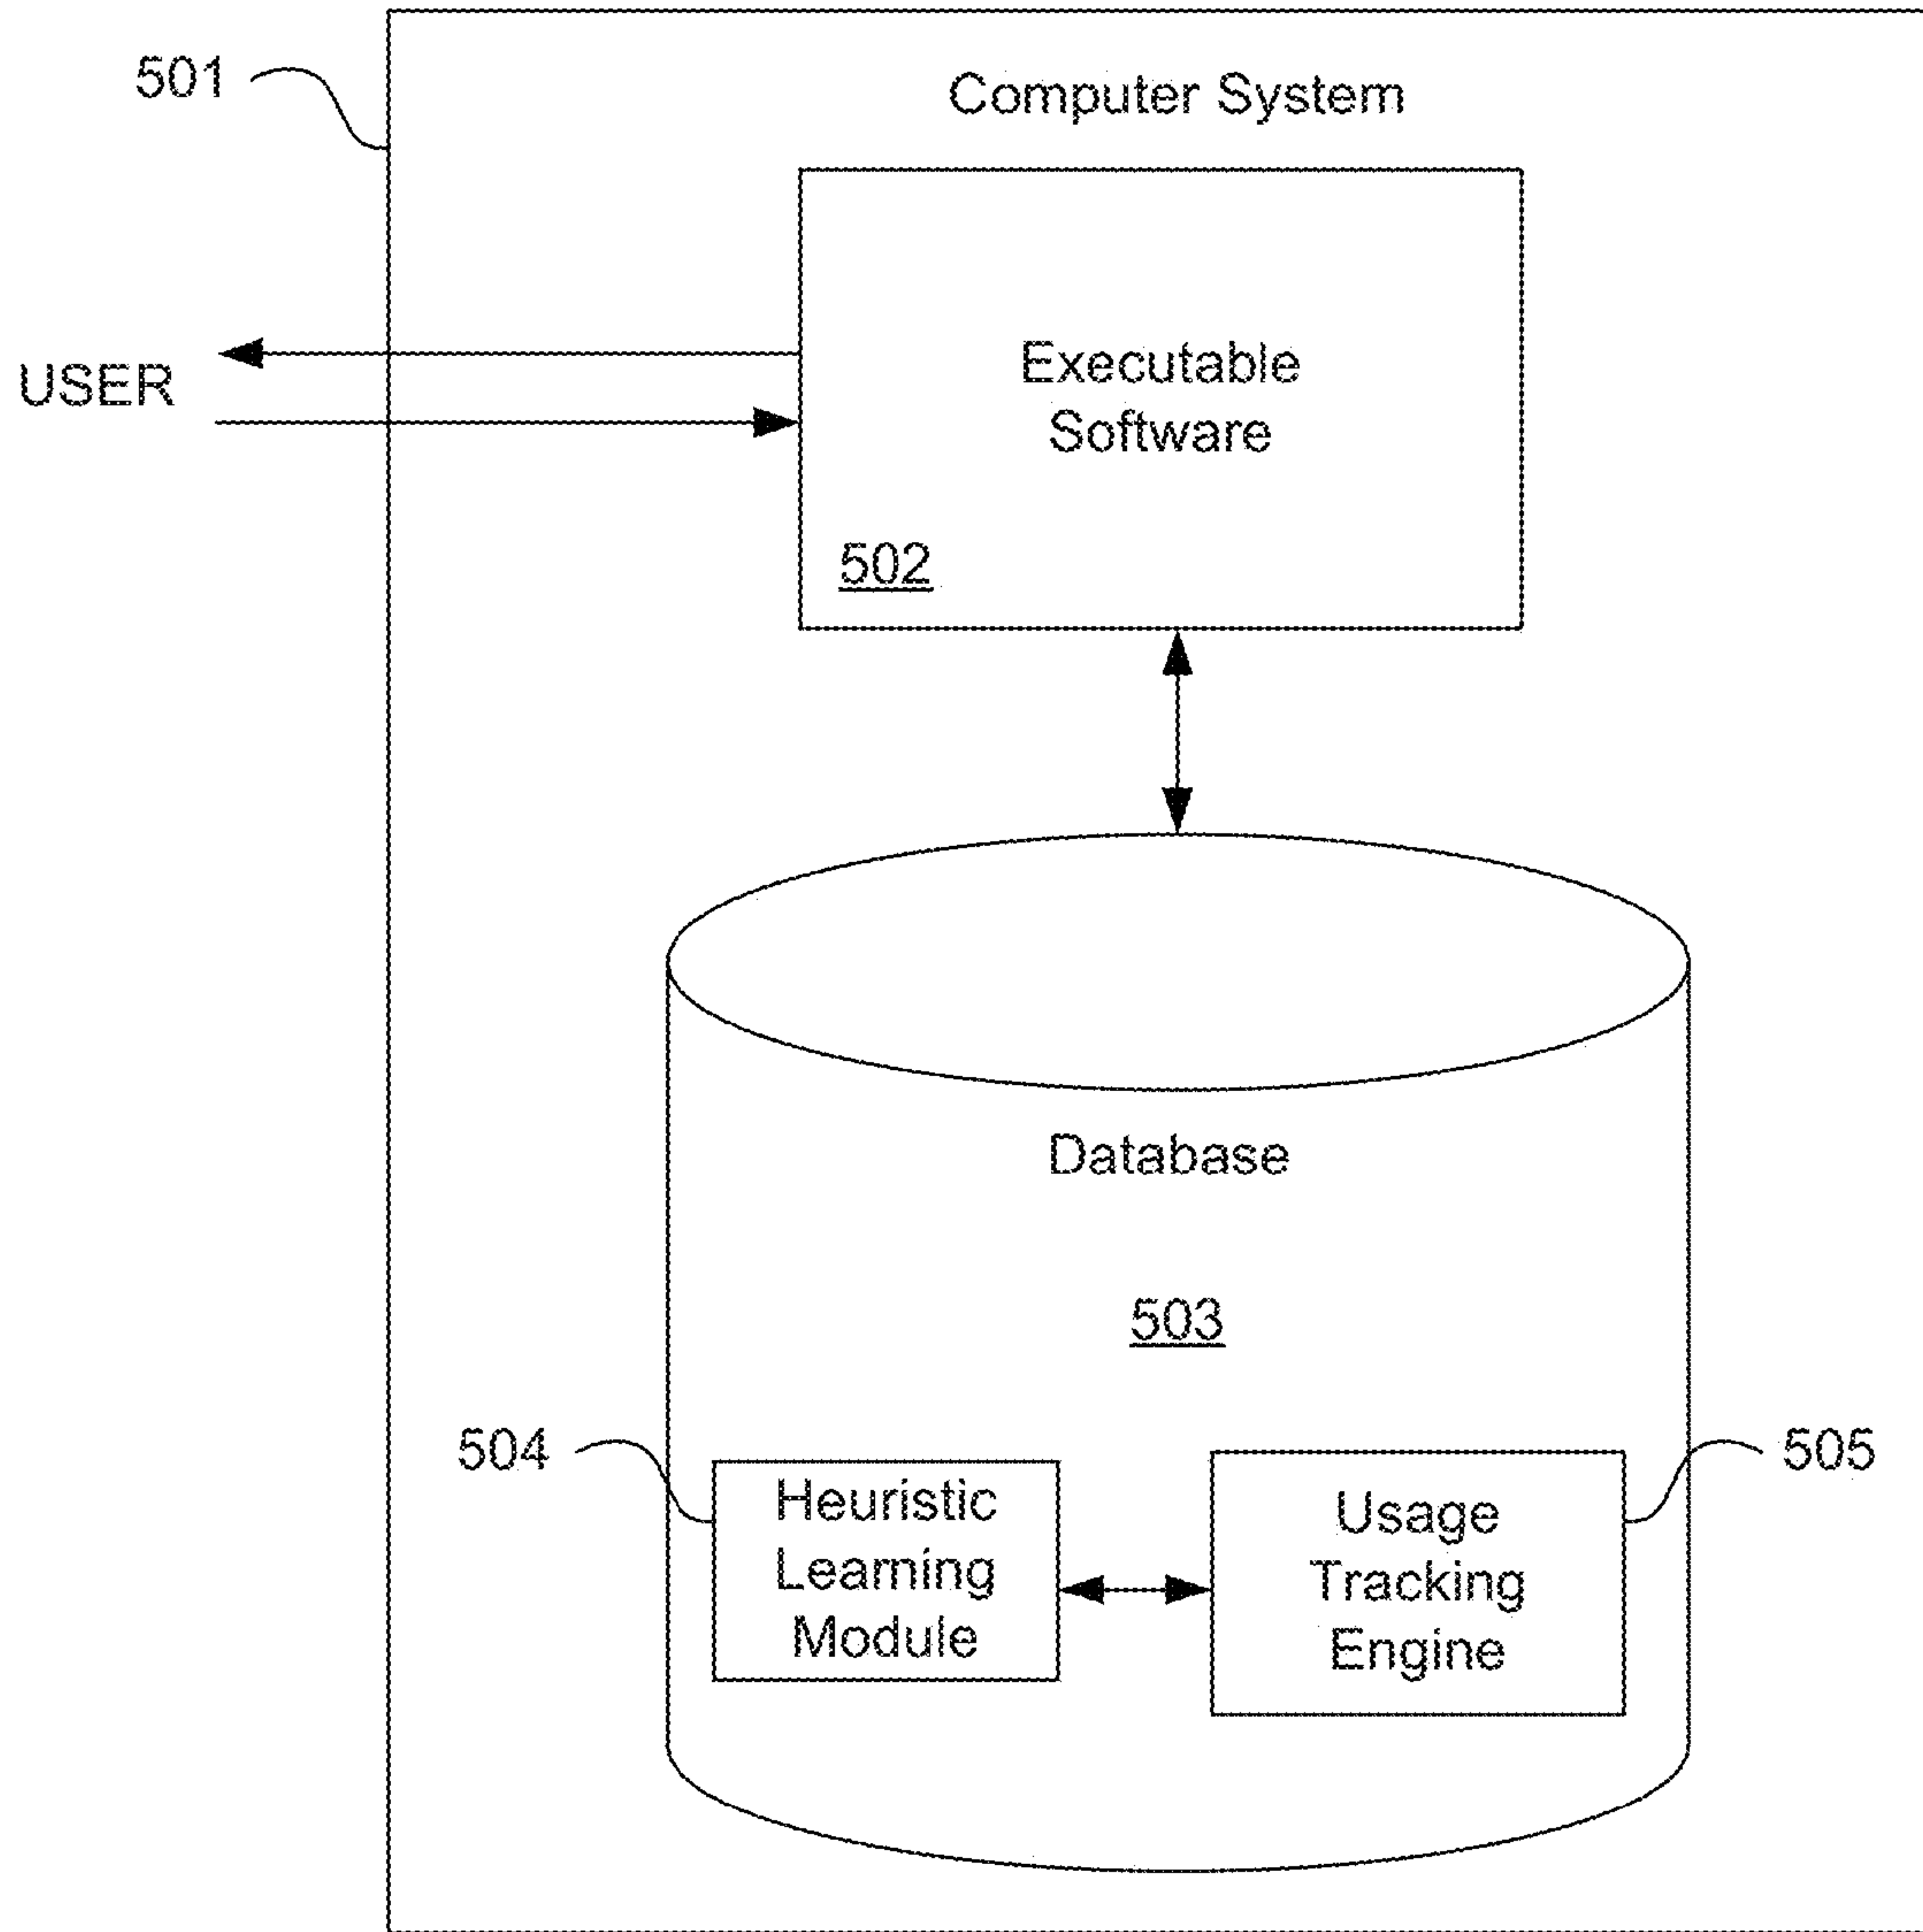 501
Computer System
USER
Executable
Software
502
Database
503
504
Heuristic
Learning
Module
Usage
Tracking
Engine
505